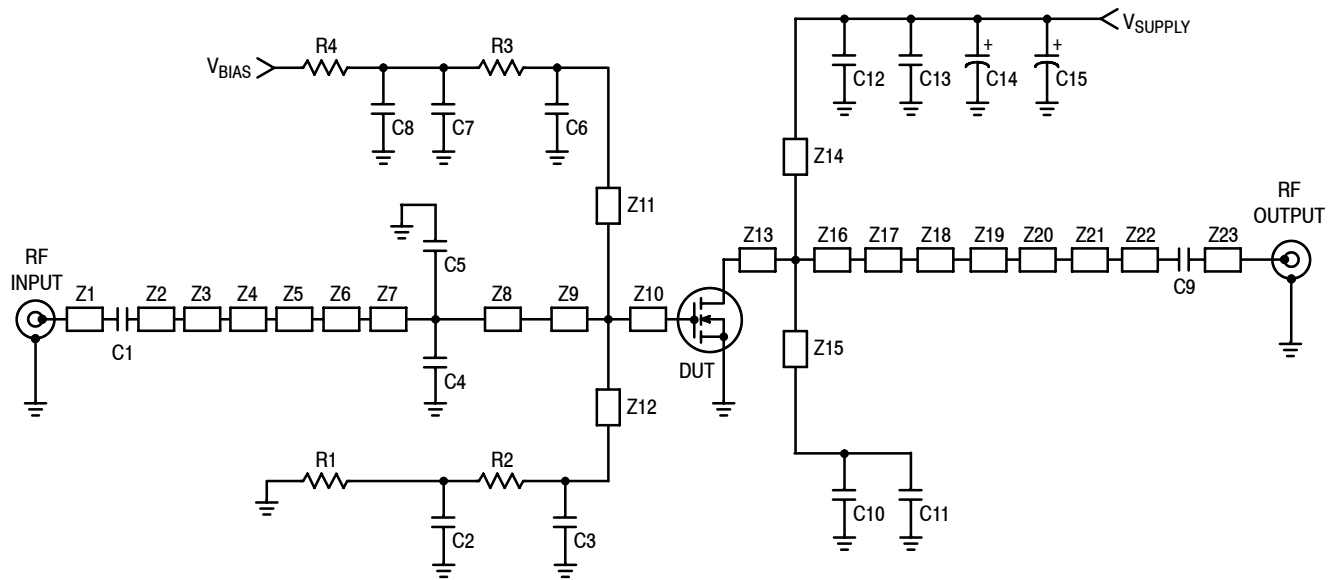 VSUPPLY
R4
R3
VBIAS
C12
C13
+
C14
+
C15
C8
C7
C6
Z14
Z11
RF
OUTPUT
Z13
Z16
Z17
Z18
Z19
Z20
Z21
Z22
Z23
C9
RF
INPUT
C5
Z1
Z2
Z3
Z4
Z5
Z6
Z7
Z8
Z9
Z10
C1
Z15
DUT
C4
Z12
R1
R2
C10
C11
C2
C3